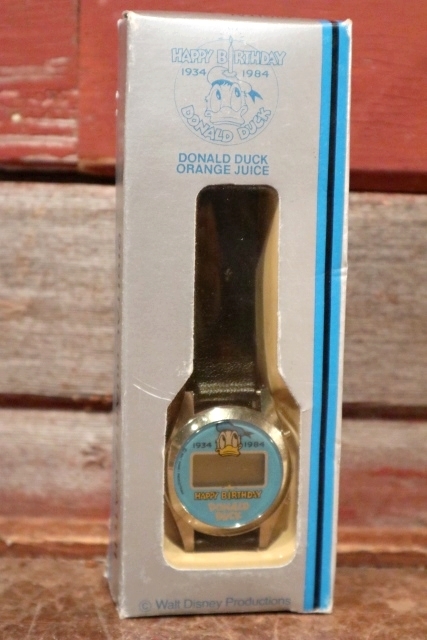 HAPPY BIRTHDAY
1934 1984
DONALD DUCK
DONALD DUCK
ORANGE JUICE
1934 1984
HAPPY BIRTHDAY
DONALD
DUCK
© Walt Disney Productions